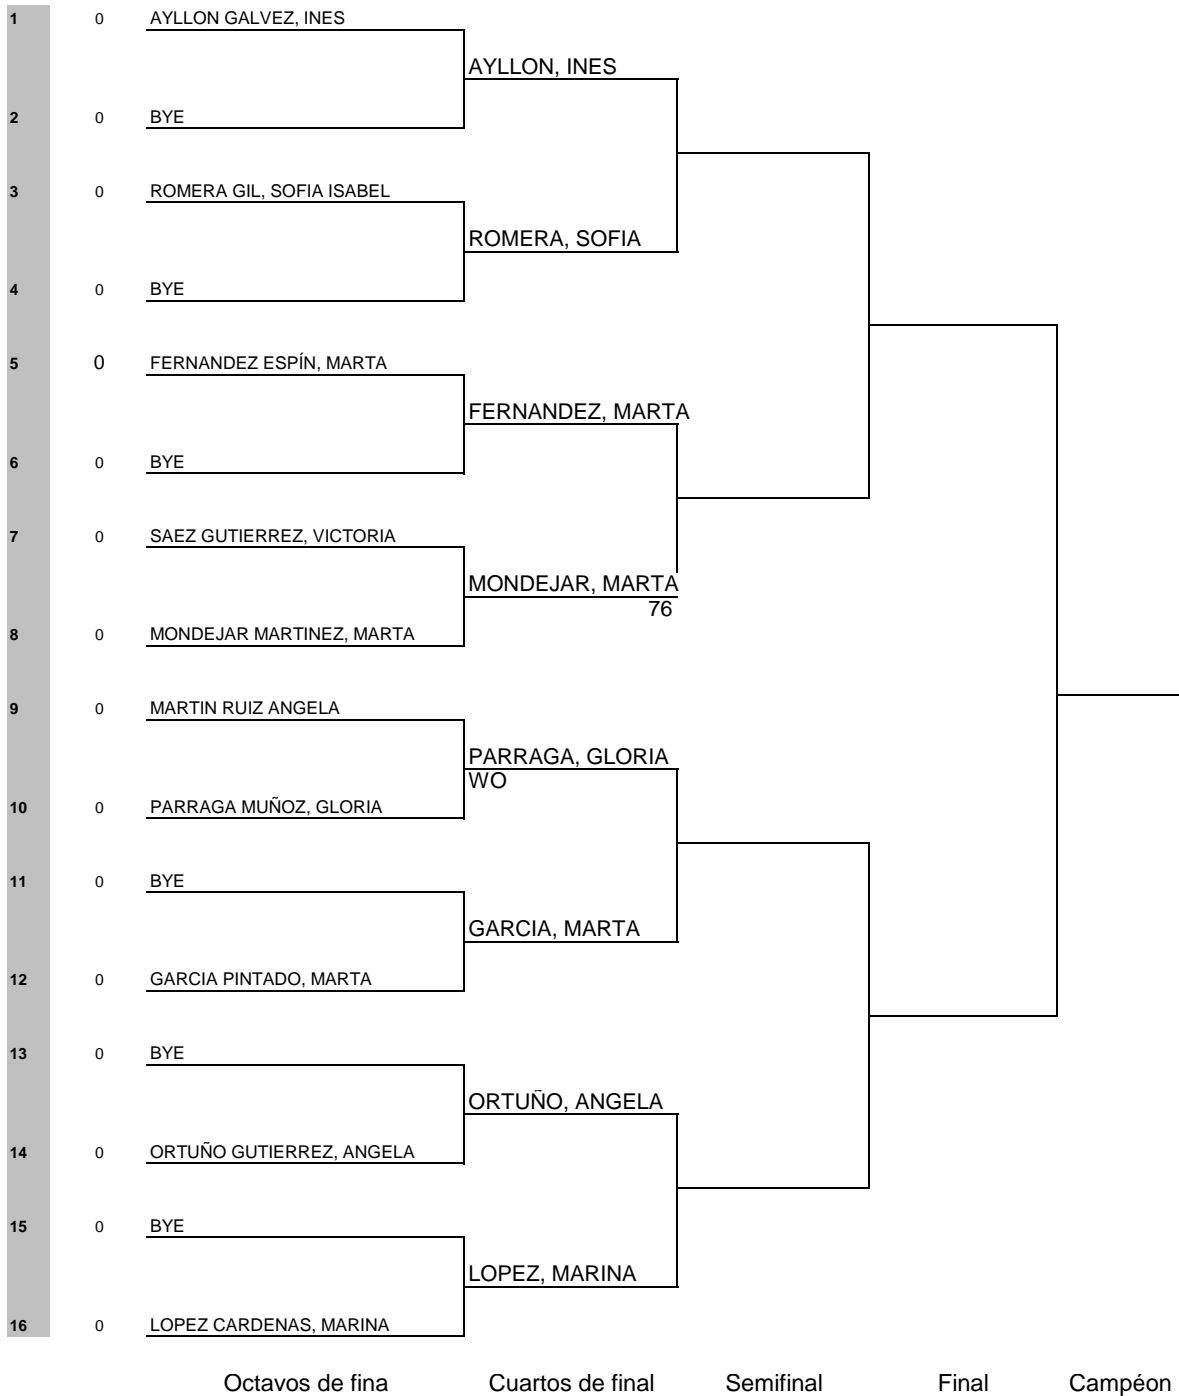 1 0 AYLLON GALVEZ, INES
AYLLON, INES
2 0 BYE
3 0 ROMERA GIL, SOFIA ISABEL
ROMERA, SOFIA
4 0 BYE
5 0 FERNANDEZ ESPÍN, MARTA
FERNANDEZ, MARTA
6 0 BYE
7 0 SAEZ GUTIERREZ, VICTORIA
MONDEJAR, MARTA
76
8 0 MONDEJAR MARTINEZ, MARTA
9 0 MARTIN RUIZ ANGELA
PARRAGA, GLORIA
WO
10 0 PARRAGA MUÑOZ, GLORIA
11 0 BYE
GARCIA, MARTA
12 0 GARCIA PINTADO, MARTA
13 0 BYE
ORTUÑO, ANGELA
14 0 ORTUÑO GUTIERREZ, ANGELA
15 0 BYE
LOPEZ, MARINA
16 0 LOPEZ CARDENAS, MARINA
Octavos de fina Cuartos de final Semifinal Final Campéon